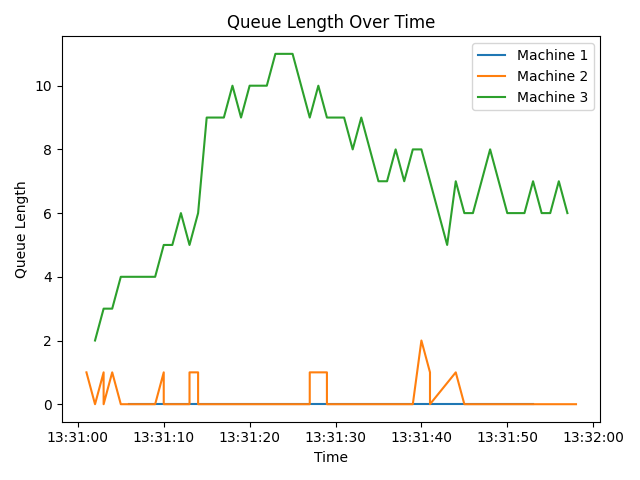 Queue Length Over Time
Machine 1
Machine 2
Machine 3
Queue Length
10
8
6
4
2
0
13:31:00 13:31:10 13:31:20 13:31:30 13:31:40 13:31:50 13:32:00
Time